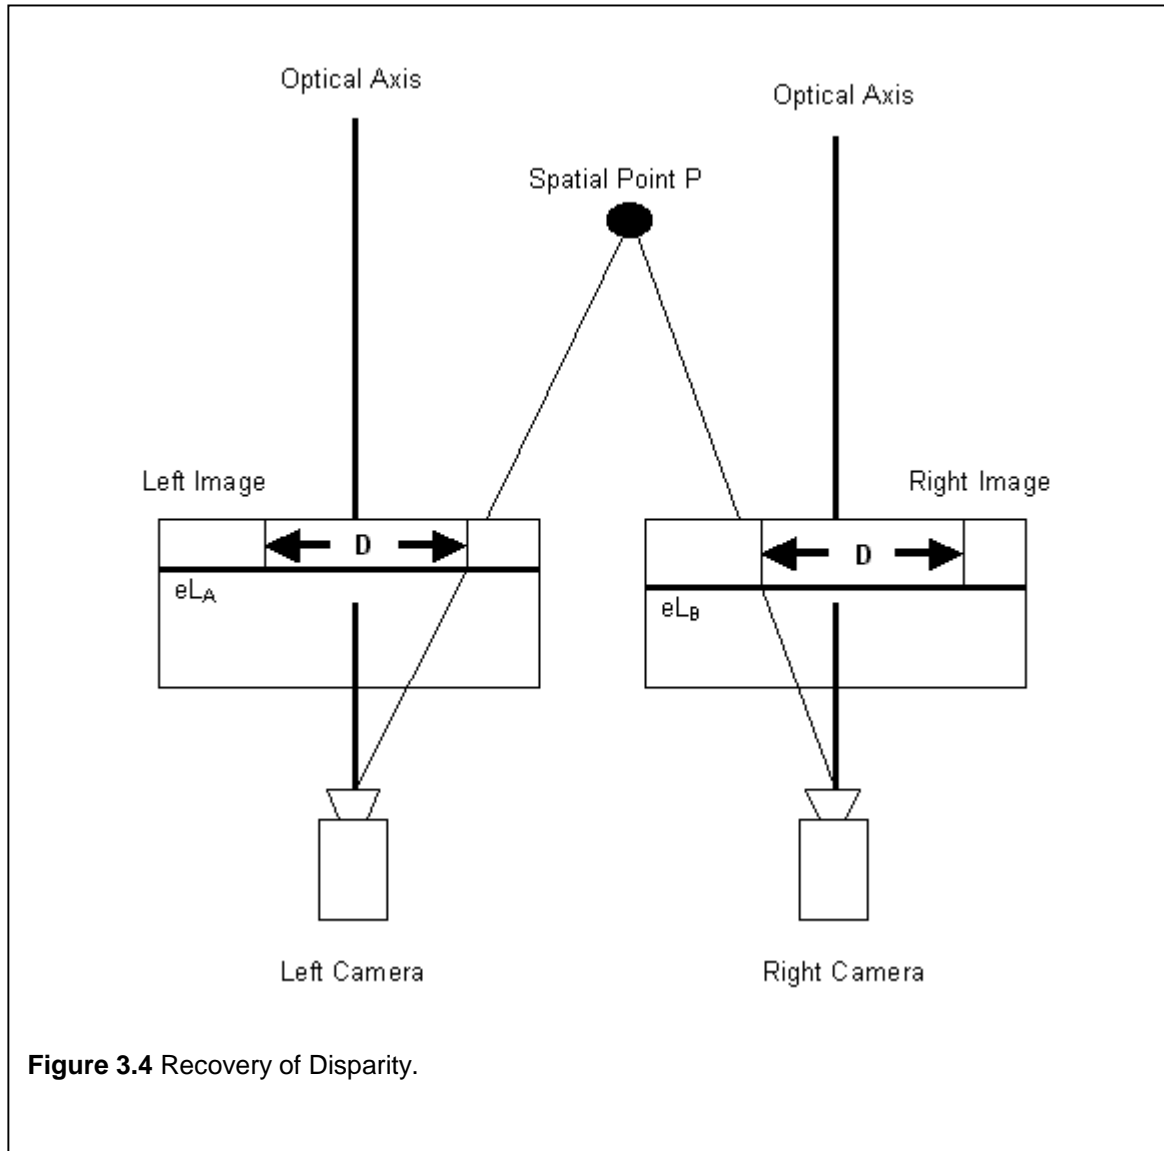 Optical Axis
Optical Axis
Spatial Point P
Left Image
Right Image
D
D
eLA
eLB
Left Camera
Right Camera
Figure 3.4 Recovery of Disparity.